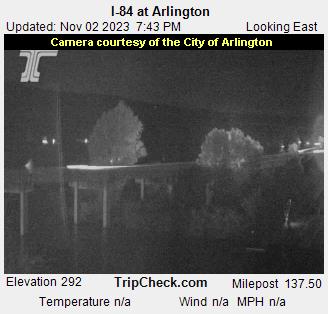 I-84 at Arlington
Updated: Nov 02 2023 7:43 PM Looking East
Camera courtesy of the City of Arlington
Elevation 292 TripCheck.com Milepost 137.50
Temperature n/a Wind n/a MPH n/a